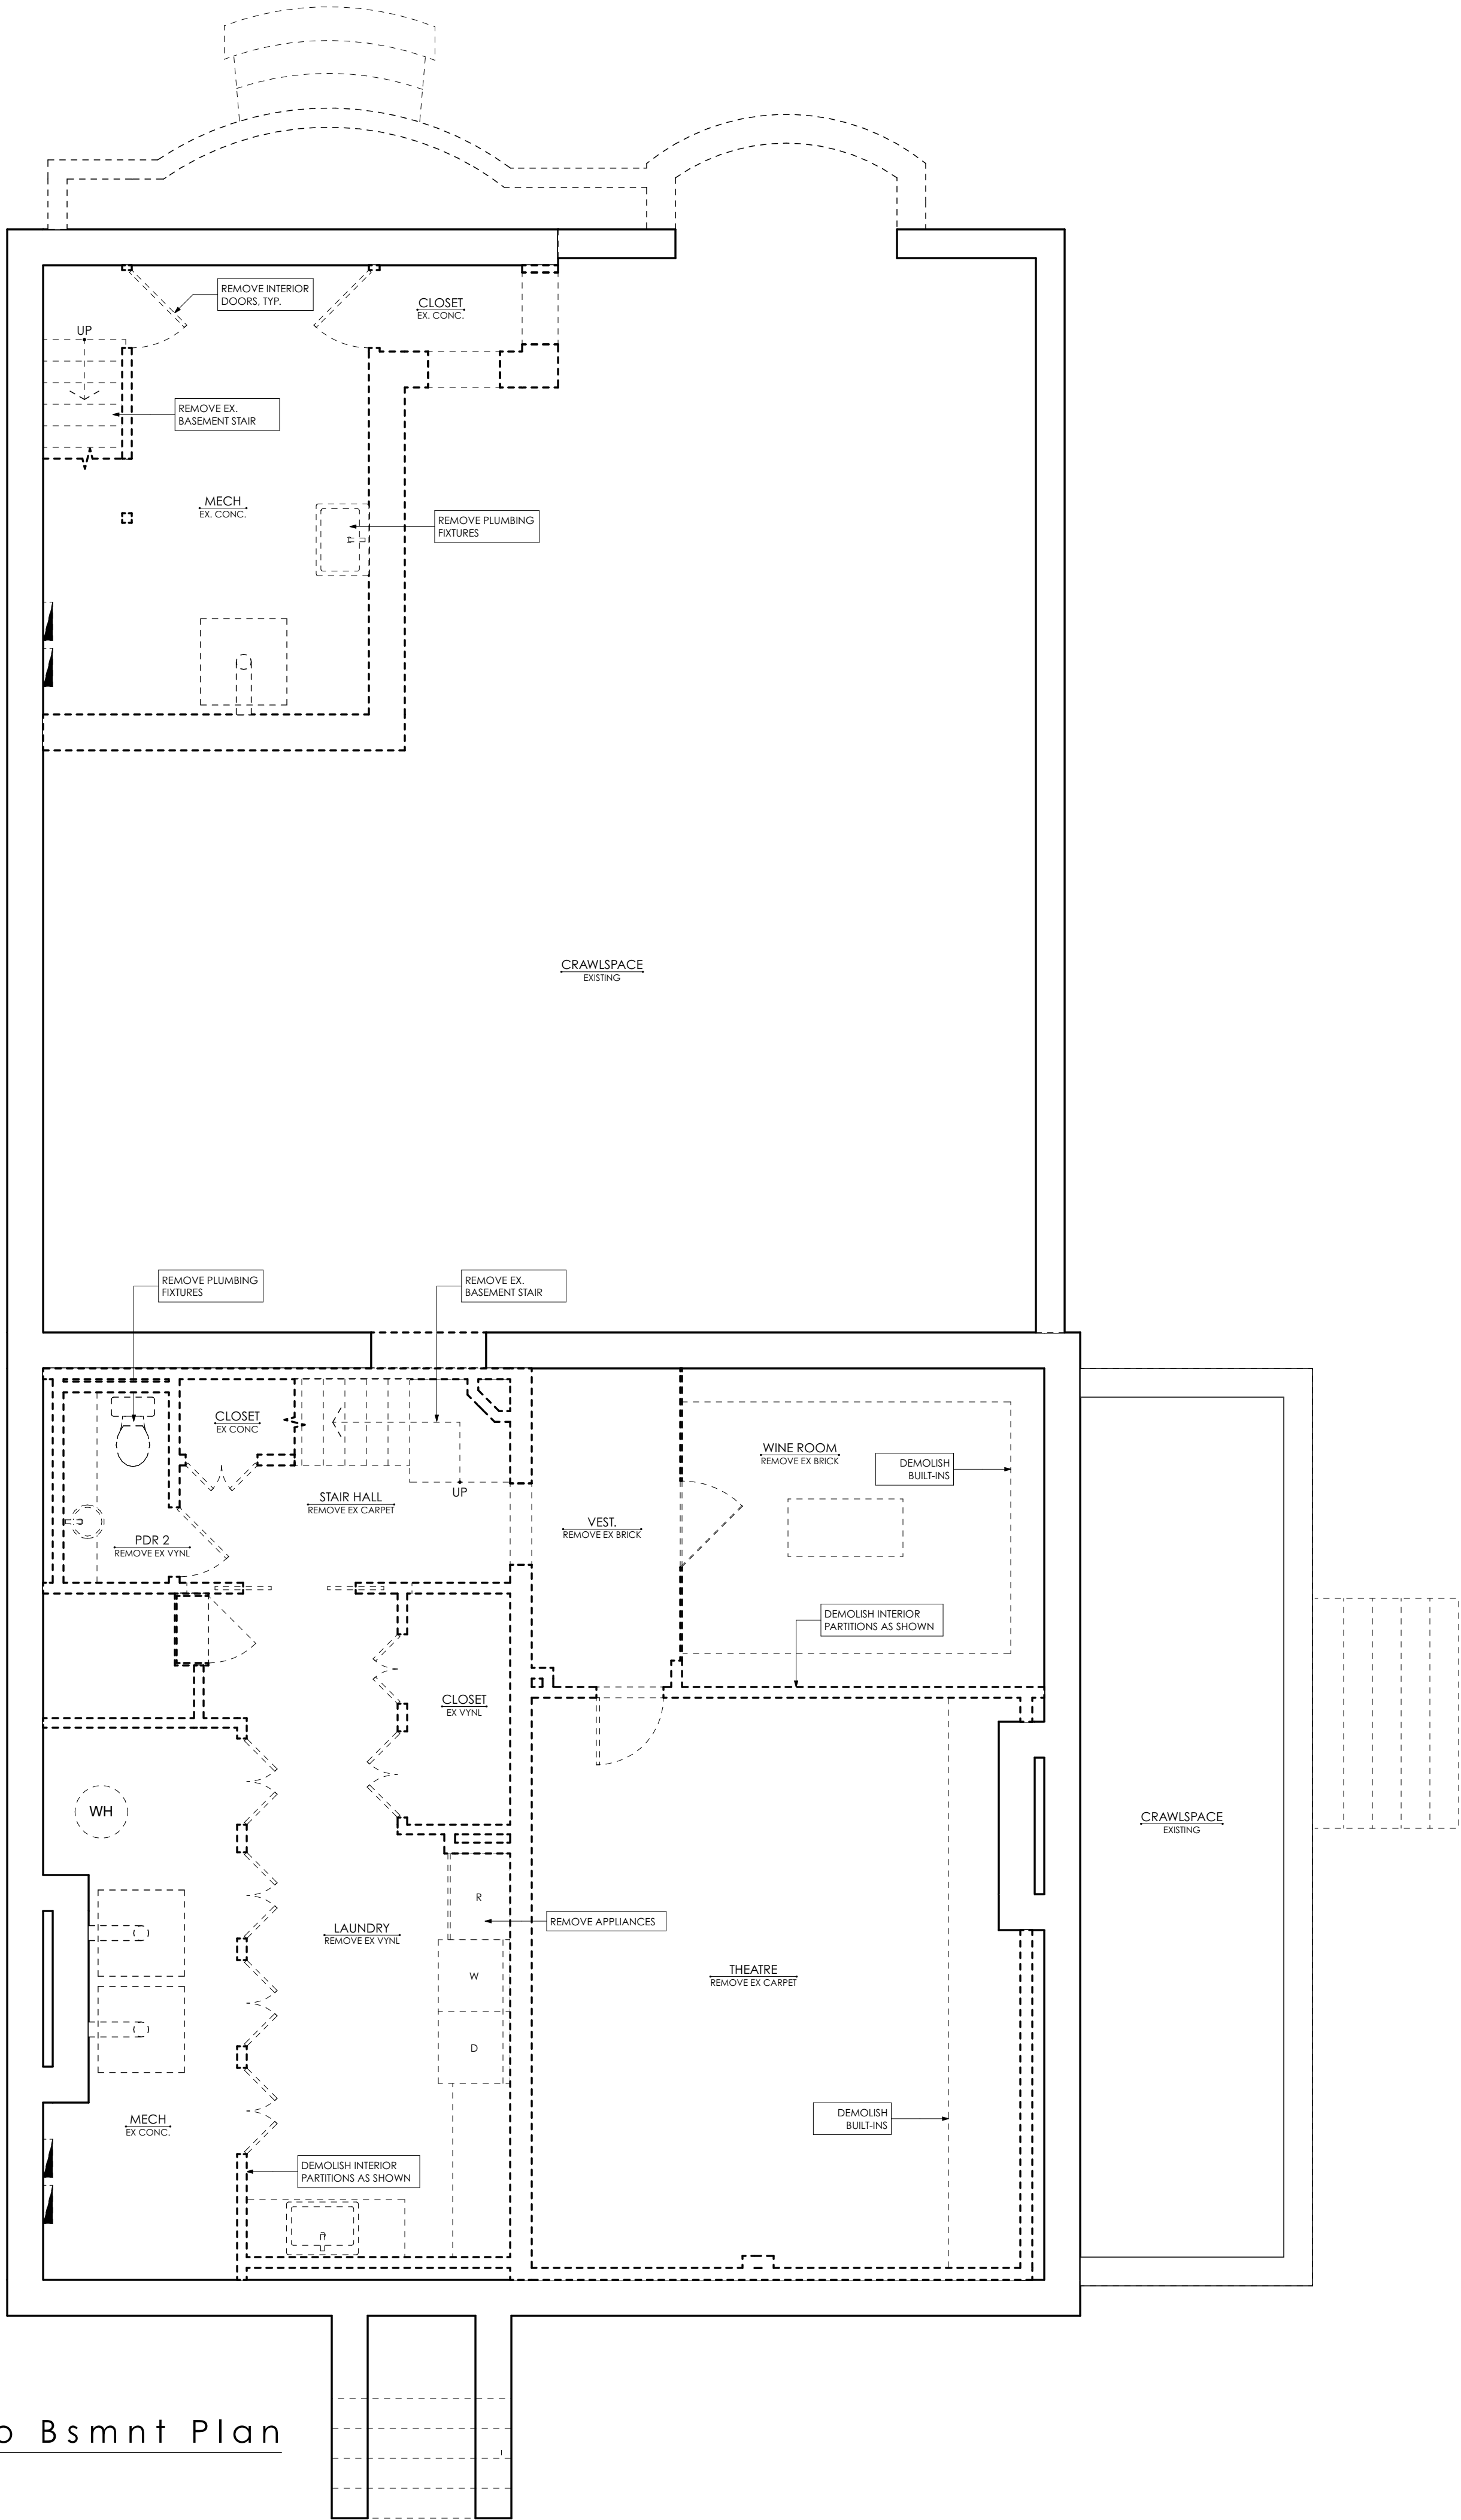 REMOVE INTERIOR
DOORS, TYP.
CLOSET
EX. CONC.
UP
REMOVE EX.
BASEMENT STAIR
MECH
EX. CONC.
REMOVE PLUMBING
FIXTURES
CRAWLSPACE
EXISTING
REMOVE PLUMBING
FIXTURES
REMOVE EX.
BASEMENT STAIR
CLOSET
EX CONC
WINE ROOM
REMOVE EX BRICK
DEMOLISH
BUILT-INS
STAIR HALL
REMOVE EX CARPET
UP
VEST.
REMOVE EX BRICK
PDR 2
REMOVE EX VYNL
DEMOLISH INTERIOR
PARTITIONS AS SHOWN
CLOSET
EX VYNL
WH
CRAWLSPACE
EXISTING
R
REMOVE APPLIANCES
LAUNDRY
REMOVE EX VYNL
W
THEATRE
REMOVE EX CARPET
D
MECH
EX CONC.
DEMOLISH
BUILT-INS
DEMOLISH INTERIOR
PARTITIONS AS SHOWN
Bsmnt Plan